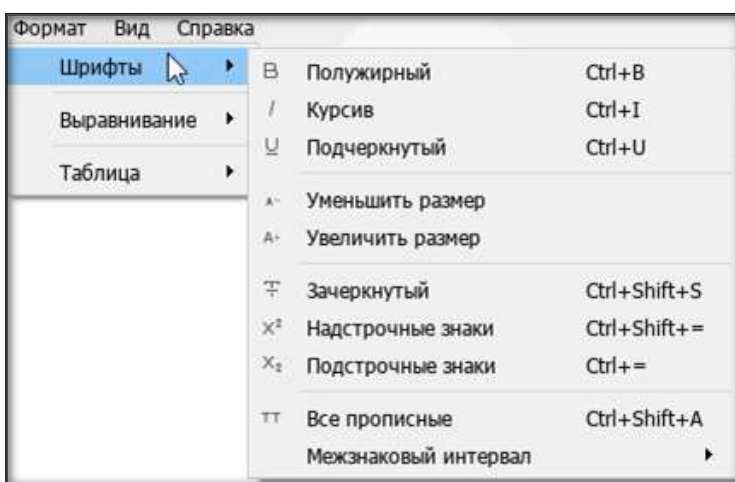 Формат Вид Справка
Шрифты
Выравнивание
Таблица
B Полужирный Ctrl+B
I Курсив Ctrl+I
U Подчеркнутый Ctrl+U
A- Уменьшить размер
A+ Увеличить размер
T Зачеркнутый Ctrl+Shift+S
X² Надстрочные знаки Ctrl+Shift+=
X₂ Подстрочные знаки Ctrl+=
TT Все прописные Ctrl+Shift+A
Межзнаковый интервал